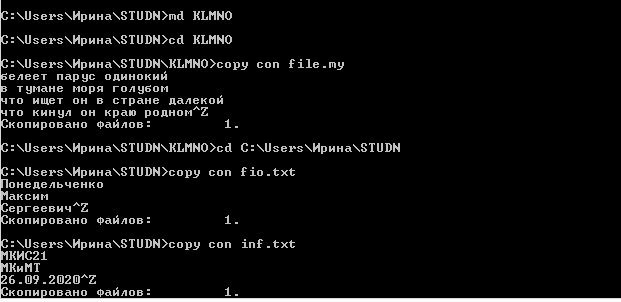 C:\Users\Ирина\STUDN>md KLMNO
C:\Users\Ирина\STUDN>cd KLMNO
C:\Users\Ирина\STUDN\KLMNO>copy con file.my
белеет парус одинокий
в тумане моря голубом
что ищет он в стране далекой
что кинул он краю родном^Z
Скопировано файлов:         1.
C:\Users\Ирина\STUDN\KLMNO>cd C:\Users\Ирина\STUDN
C:\Users\Ирина\STUDN>copy con fio.txt
Понедельченко
Максим
Сергеевич^Z
Скопировано файлов:         1.
C:\Users\Ирина\STUDN>copy con inf.txt
МКИС21
МКиМТ
26.09.2020^Z
Скопировано файлов:         1.